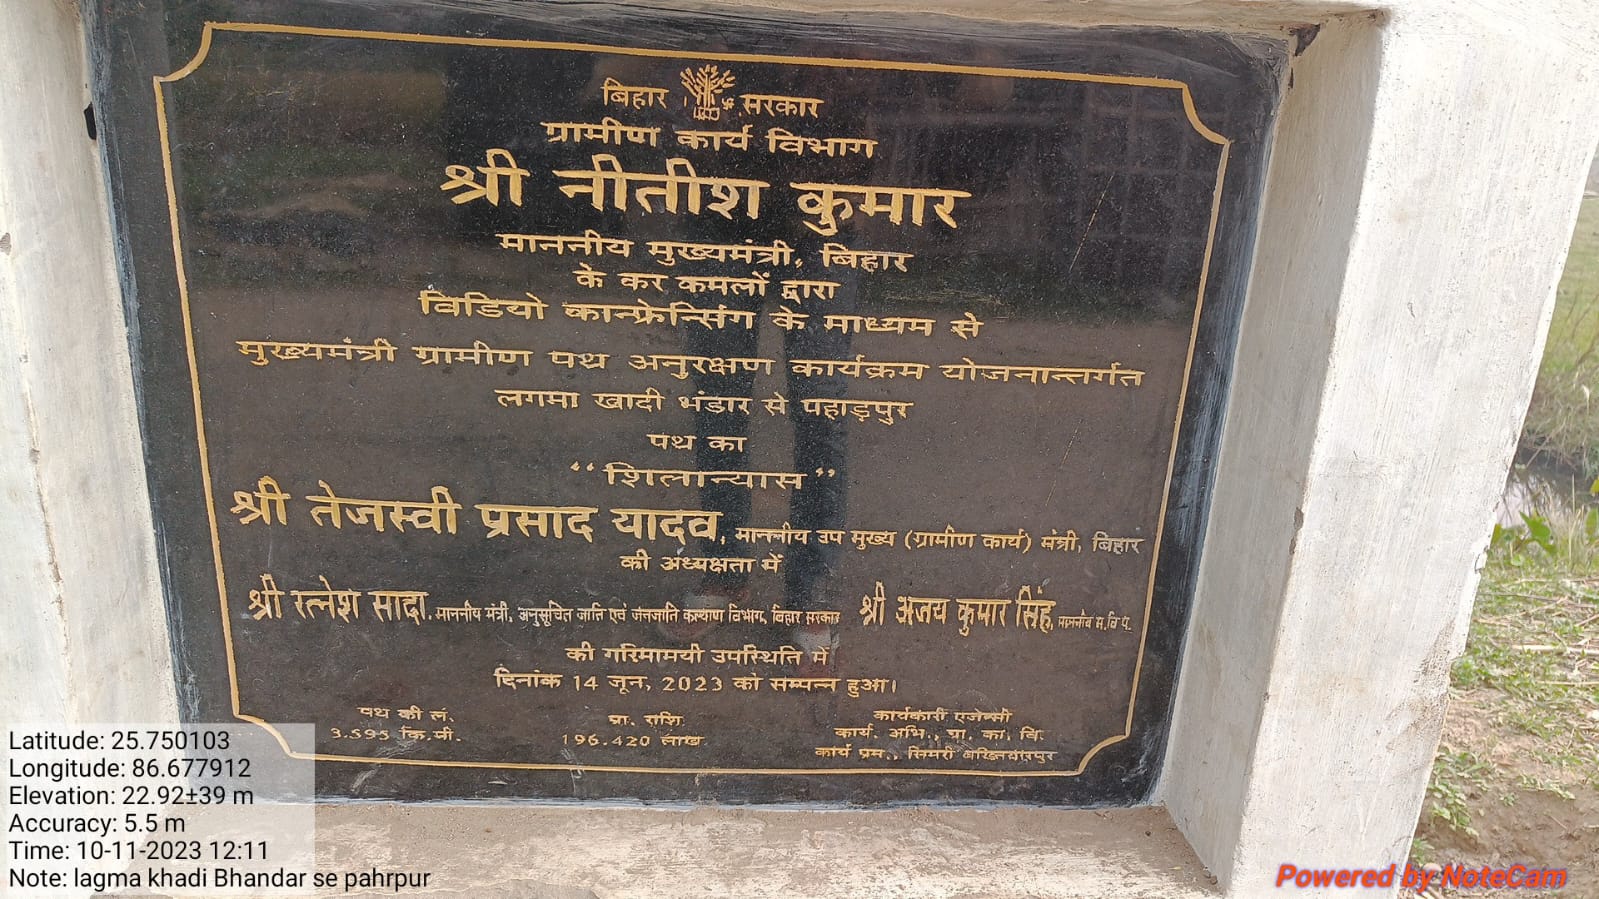 बिहार सरकार
ग्रामीण कार्य विभाग
श्री नीतीश कुमार
माननीय मुख्यमंत्री, बिहार
के कर कमलों द्वारा
विडियो कान्फ्रेन्सिंग के माध्यम से
मुख्यमंत्री ग्रामीण पथ अनुरक्षण कार्यक्रम योजनान्तर्गत
लगमा खादी भंडार से पहाड़पुर
पथ का
“शिलान्यास”
श्री तेजस्वी प्रसाद यादव, माननीय उप मुख्य (ग्रामीण कार्य) मंत्री, बिहार
की अध्यक्षता में
श्री रत्नेश सादा, माननीय मंत्री, अनुसूचित जाति एवं जनजाति कल्याण विभाग, बिहार सरकार श्री अजय कुमार सिंह, माननीय स.वि.प.
की गरिमामयी उपस्थिति में
दिनांक 14 जून, 2023 को सम्पन्न हुआ।
पथ की लं. प्रा. राशि कार्यकारी एजेन्सी
3.595 कि.मी. 196.420 लाख कार्य. अभि., ग्रा. का. वि.
कार्य प्रम., सिमरी बख्तियारपुर
Latitude: 25.750103
Longitude: 86.677912
Elevation: 22.92±39 m
Accuracy: 5.5 m
Time: 10-11-2023 12:11
Note: lagma khadi Bhandar se pahrpur
Powered by NoteCam